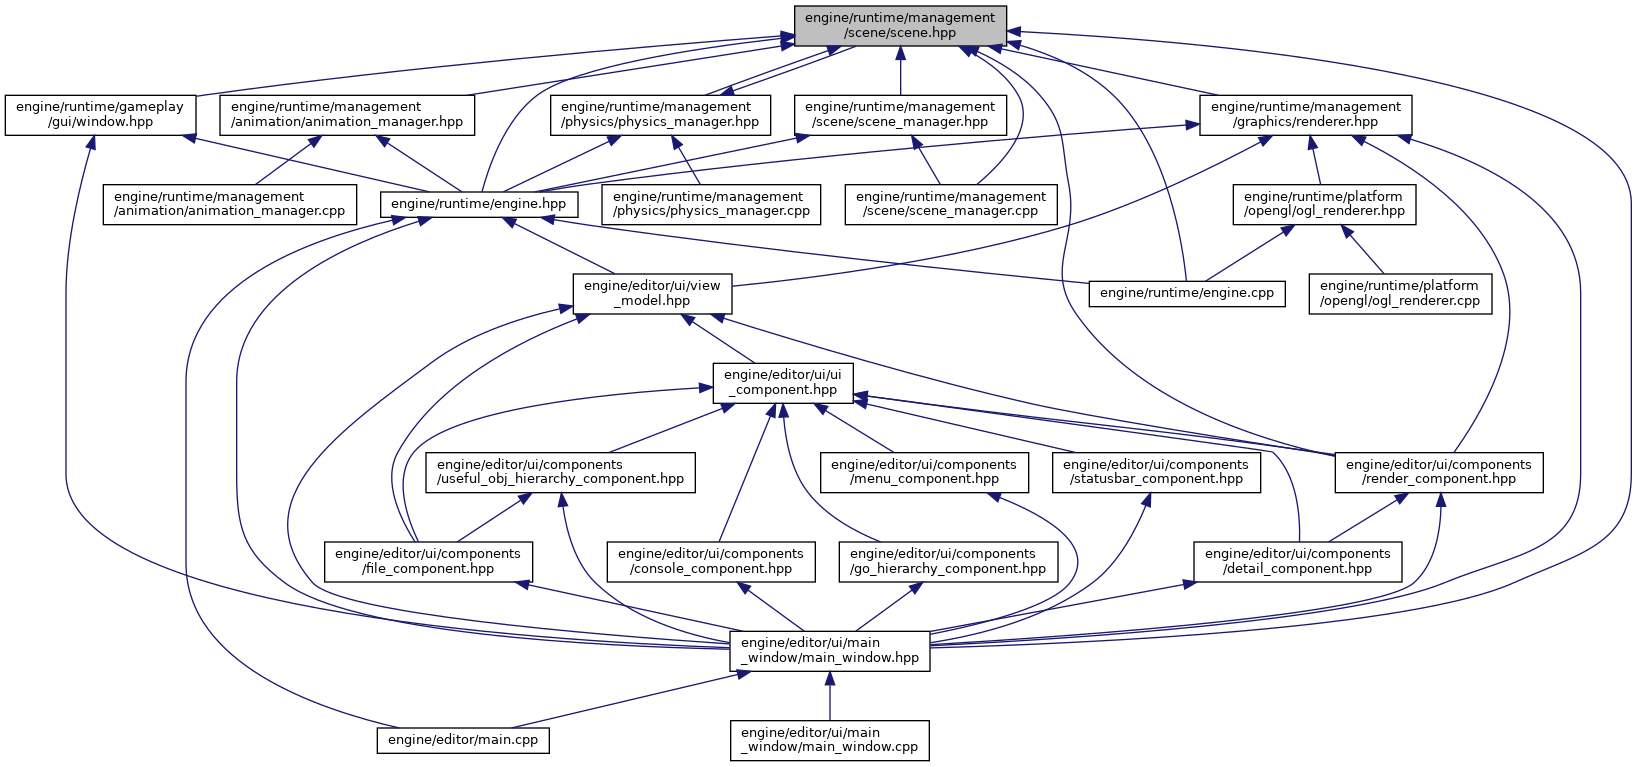 engine/runtime/management
/scene/scene.hpp
engine/runtime/gameplay
/gui/window.hpp
engine/runtime/management
/animation/animation_manager.hpp
engine/runtime/management
/physics/physics_manager.hpp
engine/runtime/management
/scene/scene_manager.hpp
engine/runtime/management
/graphics/renderer.hpp
engine/runtime/management
/animation/animation_manager.cpp
engine/runtime/engine.hpp
engine/runtime/management
/physics/physics_manager.cpp
engine/runtime/management
/scene/scene_manager.cpp
engine/runtime/platform
/opengl/ogl_renderer.hpp
engine/editor/ui/view
_model.hpp
engine/runtime/engine.cpp
engine/runtime/platform
/opengl/ogl_renderer.cpp
engine/editor/ui/ui
_component.hpp
engine/editor/ui/components
/useful_obj_hierarchy_component.hpp
engine/editor/ui/components
/menu_component.hpp
engine/editor/ui/components
/statusbar_component.hpp
engine/editor/ui/components
/render_component.hpp
engine/editor/ui/components
/file_component.hpp
engine/editor/ui/components
/console_component.hpp
engine/editor/ui/components
/go_hierarchy_component.hpp
engine/editor/ui/components
/detail_component.hpp
engine/editor/ui/main
_window/main_window.hpp
engine/editor/main.cpp
engine/editor/ui/main
_window/main_window.cpp